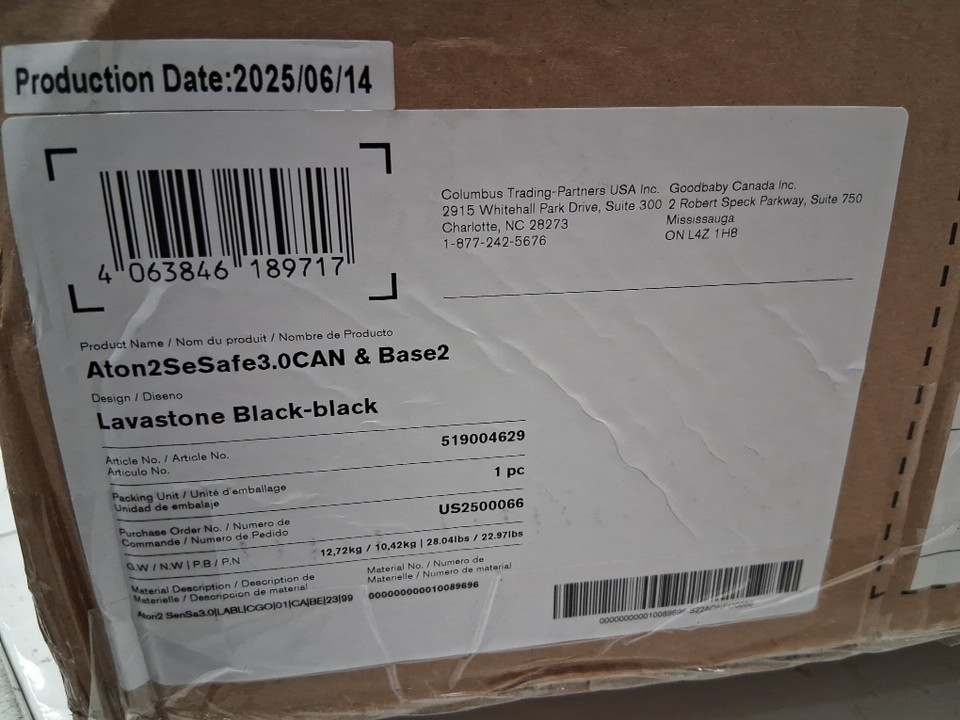 Production Date:2025/06/14
4 063846 189717
Columbus Trading-Partners USA Inc.
2915 Whitehall Park Drive, Suite 300
Charlotte, NC 28273
1-877-242-5676
Goodbaby Canada Inc.
2 Robert Speck Parkway, Suite 750
Mississauga
ON L4Z 1H8
Product Name / Nom du produit / Nombre de Producto
Aton2SeSafe3.0CAN & Base2
Design / Diseno
Lavastone Black-black
Article No. / Article No.
Articulo No.
519004629
Packing Unit / Unité d'emballage
Unidad de embalaje
1 pc
Purchase Order No. / Numero de
Commande / Numero de Pedido
US2500066
G.W / N.W | P.B / P.N
12,72kg / 10,42kg | 28.04lbs / 22.97lbs
Material Description / Description de
Materielle / Descripcion de material
Aton2 SenSa3.0|LABL|CGO|01|CA|BE|23|99
Material No. / Numero de
Materielle / Numero de material
000000000010089696